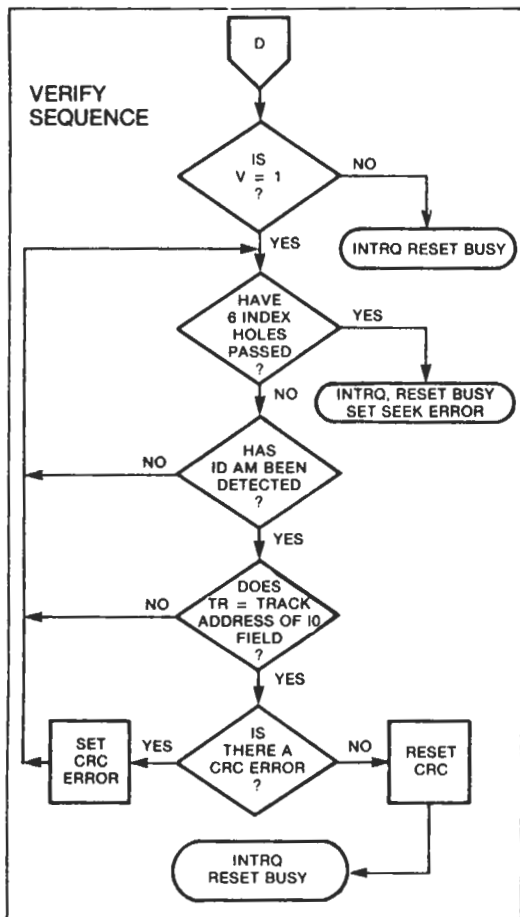 D
VERIFY
SEQUENCE
IS
V = 1
?
NO
INTRQ RESET BUSY
YES
HAVE
6 INDEX
HOLES
PASSED
?
YES
INTRQ, RESET BUSY
SET SEEK ERROR
NO
HAS
ID AM BEEN
DETECTED
?
NO
YES
DOES
TR = TRACK
ADDRESS OF IO
FIELD
?
NO
YES
IS
THERE A
CRC ERROR
?
YES
SET
CRC
ERROR
NO
RESET
CRC
INTRQ
RESET BUSY